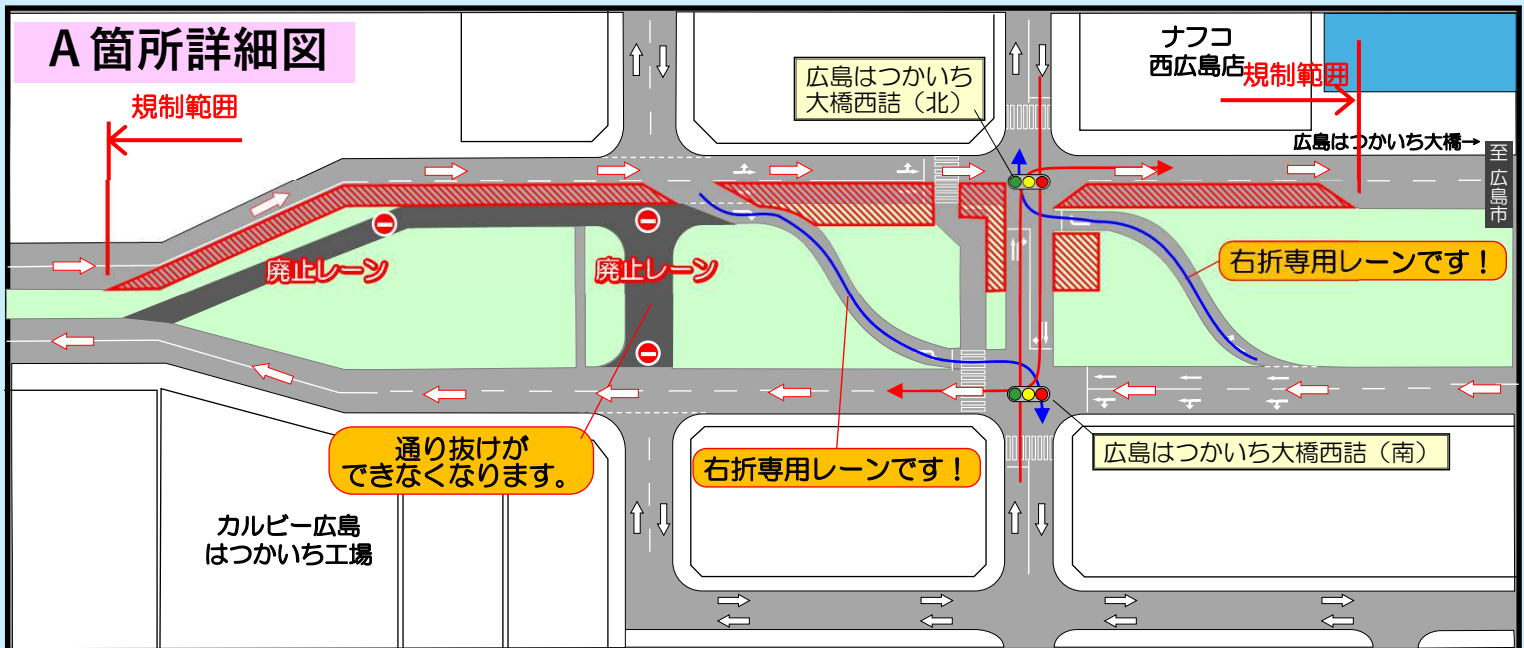 A箇所詳細図
規制範囲
広島はつかいち
大橋西詰（北）
ナフコ
西広島店
規制範囲
広島はつかいち大橋→
至 広島市
廃止レーン
廃止レーン
右折専用レーンです！
通り抜けが
できなくなります。
右折専用レーンです！
広島はつかいち大橋西詰（南）
カルビー広島
はつかいち工場